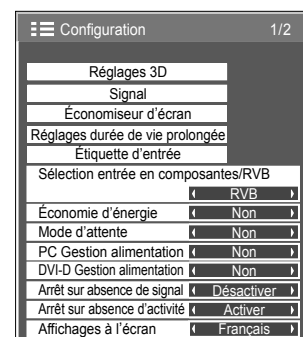 Configuration 1/2
Réglages 3D
Signal
Économiseur d'écran
Réglages durée de vie prolongée
Étiquette d'entrée
Sélection entrée en composantes/RVB
RVB
Économie d'énergie Non
Mode d'attente Non
PC Gestion alimentation Non
DVI-D Gestion alimentation Non
Arrêt sur absence de signal Désactiver
Arrêt sur absence d'activité Activer
Affichages à l'écran Français